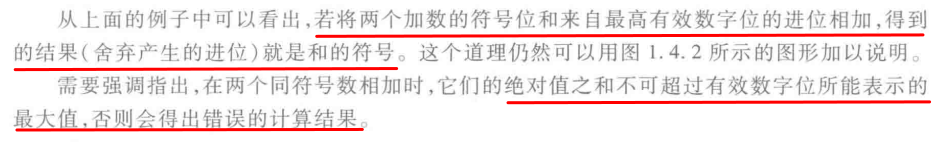 从上面的例子中可以看出,若将两个加数的符号位和来自最高有效数字位的进位相加,得到
的结果(舍弃产生的进位)就是和的符号。这个道理仍然可以用图 1.4.2 所示的图形加以说明。
需要强调指出,在两个同符号数相加时,它们的绝对值之和不可超过有效数字位所能表示的
最大值,否则会得出错误的计算结果。